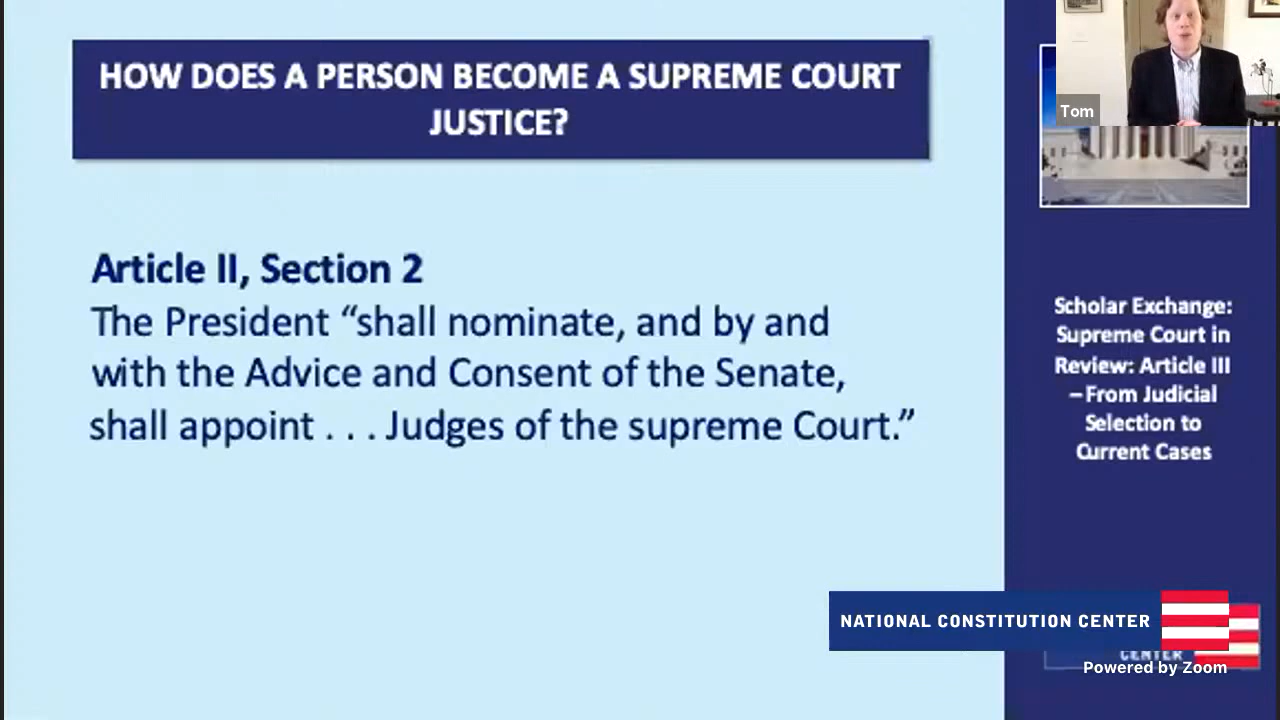 HOW DOES A PERSON BECOME A SUPREME COURT
JUSTICE?
Article II, Section 2
The President “shall nominate, and by and
with the Advice and Consent of the Senate,
shall appoint . . . Judges of the supreme Court.”
Tom
Scholar Exchange:
Supreme Court in
Review: Article III
– From Judicial
Selection to
Current Cases
NATIONAL CONSTITUTION CENTER
CENTER
Powered by Zoom